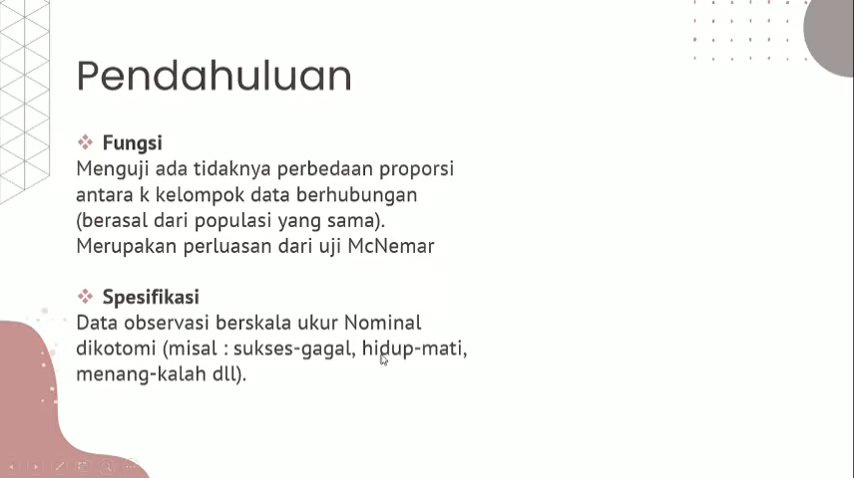 Pendahuluan
❖ Fungsi
Menguji ada tidaknya perbedaan proporsi
antara k kelompok data berhubungan
(berasal dari populasi yang sama).
Merupakan perluasan dari uji McNemar
❖ Spesifikasi
Data observasi berskala ukur Nominal
dikotomi (misal : sukses-gagal, hidup-mati,
menang-kalah dll).